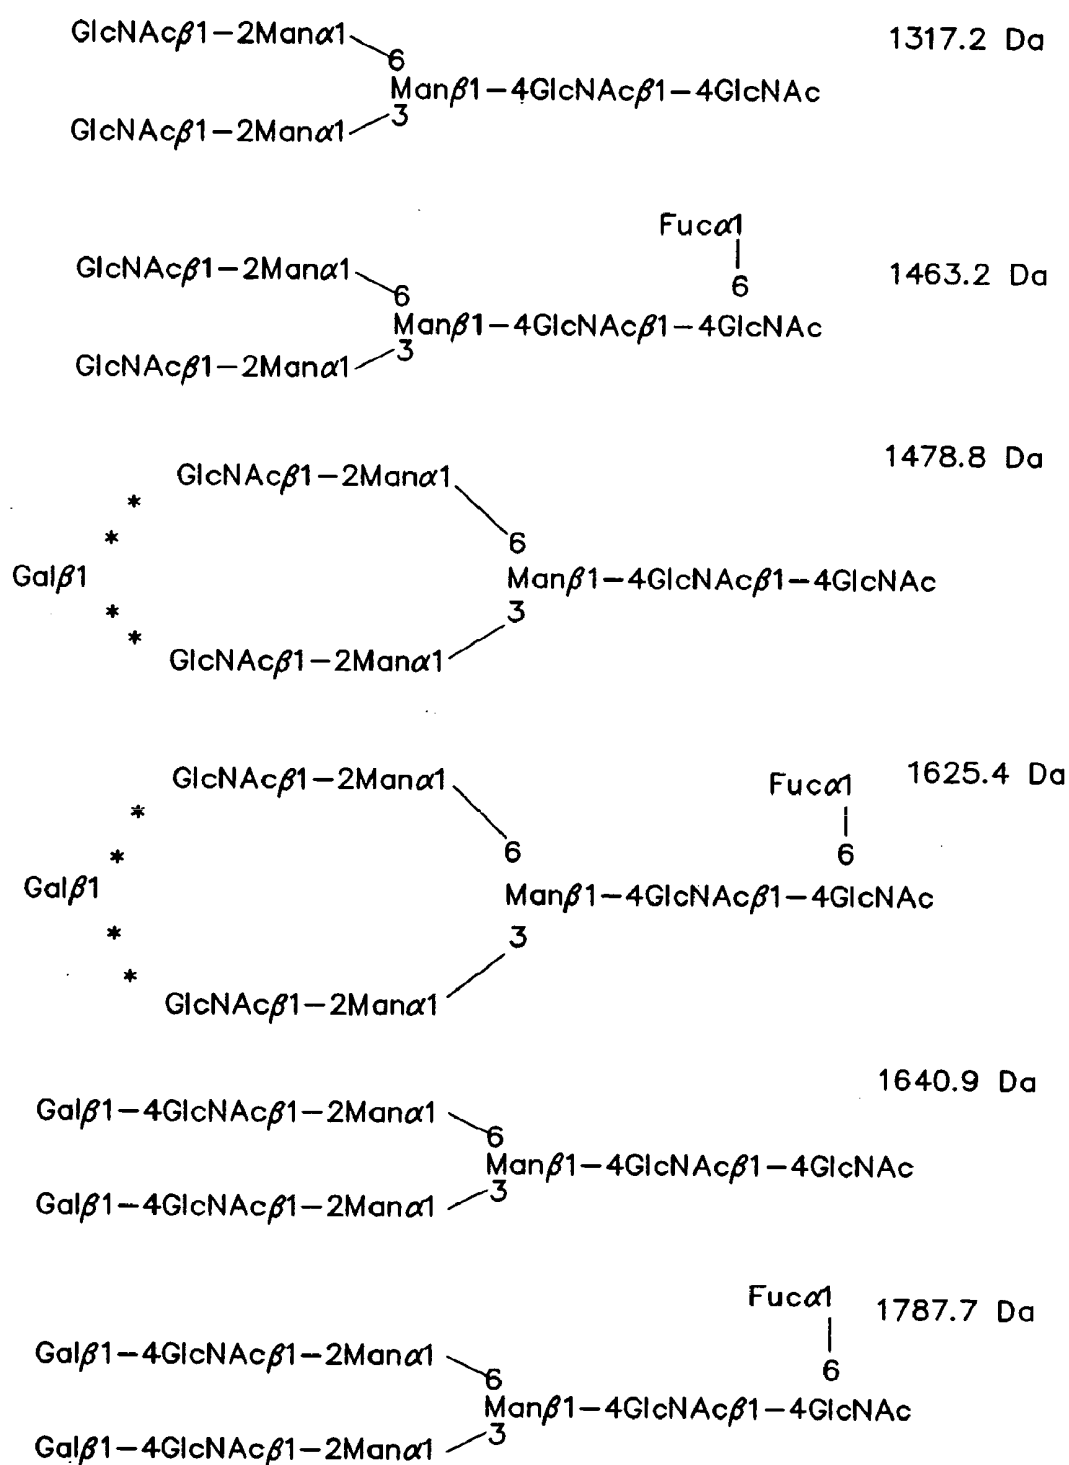 GlcNAcβ1-2Manα1
1317.2 Da
6
Manβ1-4GlcNAcβ1-4GlcNAc
3
GlcNAcβ1-2Manα1
Fucα1
GlcNAcβ1-2Manα1
1463.2 Da
6
6
Manβ1-4GlcNAcβ1-4GlcNAc
3
GlcNAcβ1-2Manα1
1478.8 Da
GlcNAcβ1-2Manα1
*
*
6
Galβ1
Manβ1-4GlcNAcβ1-4GlcNAc
*
3
*
GlcNAcβ1-2Manα1
GlcNAcβ1-2Manα1
Fucα1
1625.4 Da
*
*
6
6
Galβ1
Manβ1-4GlcNAcβ1-4GlcNAc
*
3
*
GlcNAcβ1-2Manα1
1640.9 Da
Galβ1-4GlcNAcβ1-2Manα1
6
Manβ1-4GlcNAcβ1-4GlcNAc
3
Galβ1-4GlcNAcβ1-2Manα1
Fucα1
1787.7 Da
Galβ1-4GlcNAcβ1-2Manα1
6
6
Manβ1-4GlcNAcβ1-4GlcNAc
3
Galβ1-4GlcNAcβ1-2Manα1